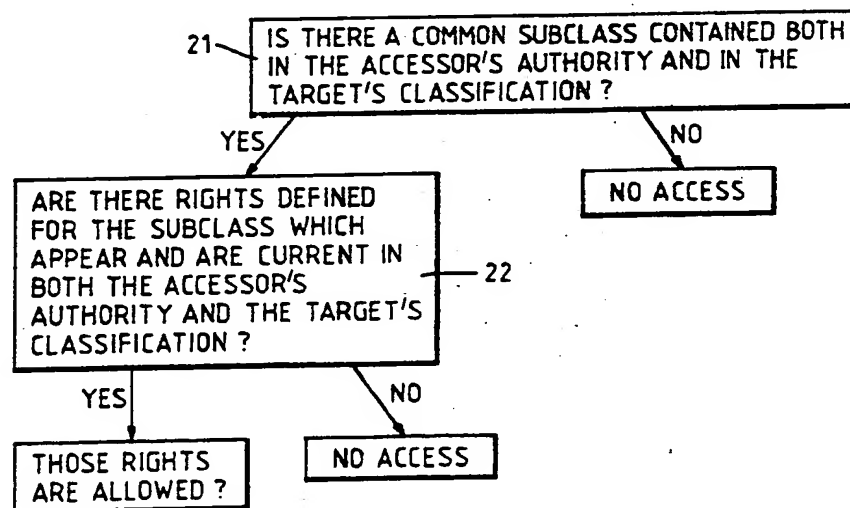 21
IS THERE A COMMON SUBCLASS CONTAINED BOTH
IN THE ACCESSOR'S AUTHORITY AND IN THE
TARGET'S CLASSIFICATION ?
YES
NO
NO ACCESS
ARE THERE RIGHTS DEFINED
FOR THE SUBCLASS WHICH
APPEAR AND ARE CURRENT IN
BOTH THE ACCESSOR'S
AUTHORITY AND THE TARGET'S
CLASSIFICATION ?
22
YES
NO
THOSE RIGHTS
ARE ALLOWED ?
NO ACCESS